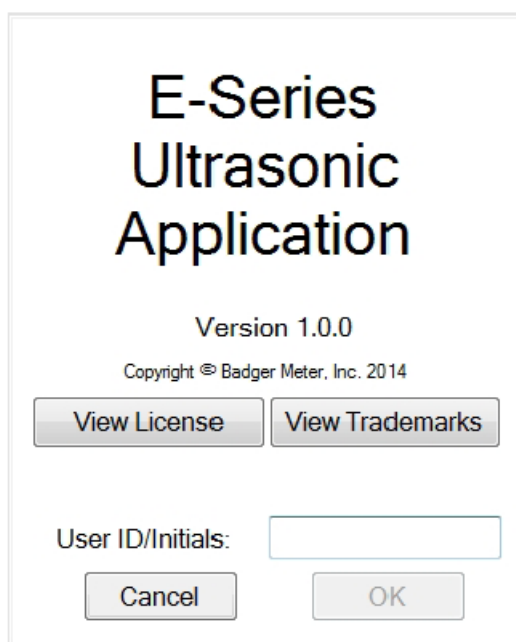 E-Series
Ultrasonic
Application
Version 1.0.0
Copyright © Badger Meter, Inc. 2014
View License View Trademarks
User ID/Initials:
Cancel OK